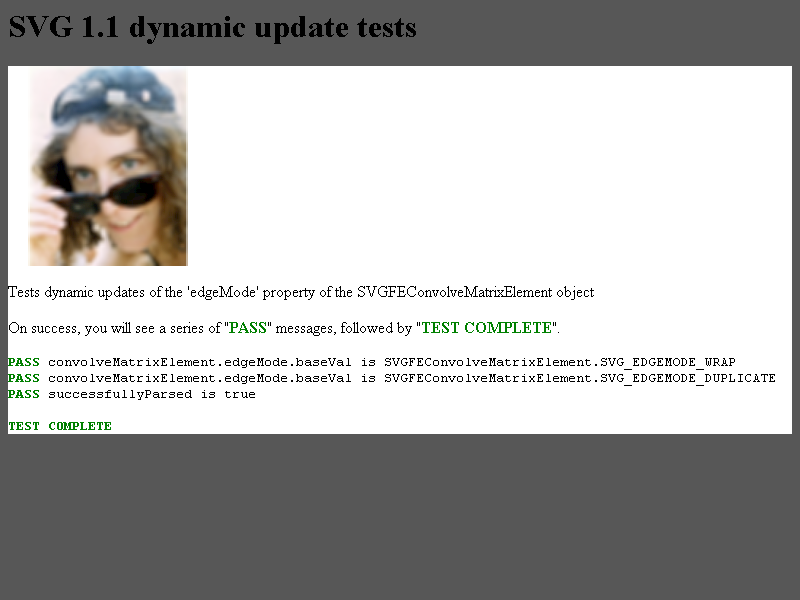 SVG 1.1 dynamic update tests
Tests dynamic updates of the 'edgeMode' property of the SVGFEConvolveMatrixElement object
On success, you will see a series of "PASS" messages, followed by "TEST COMPLETE".
PASS convolveMatrixElement.edgeMode.baseVal is SVGFEConvolveMatrixElement.SVG_EDGEMODE_WRAP
PASS convolveMatrixElement.edgeMode.baseVal is SVGFEConvolveMatrixElement.SVG_EDGEMODE_DUPLICATE
PASS successfullyParsed is true
TEST COMPLETE